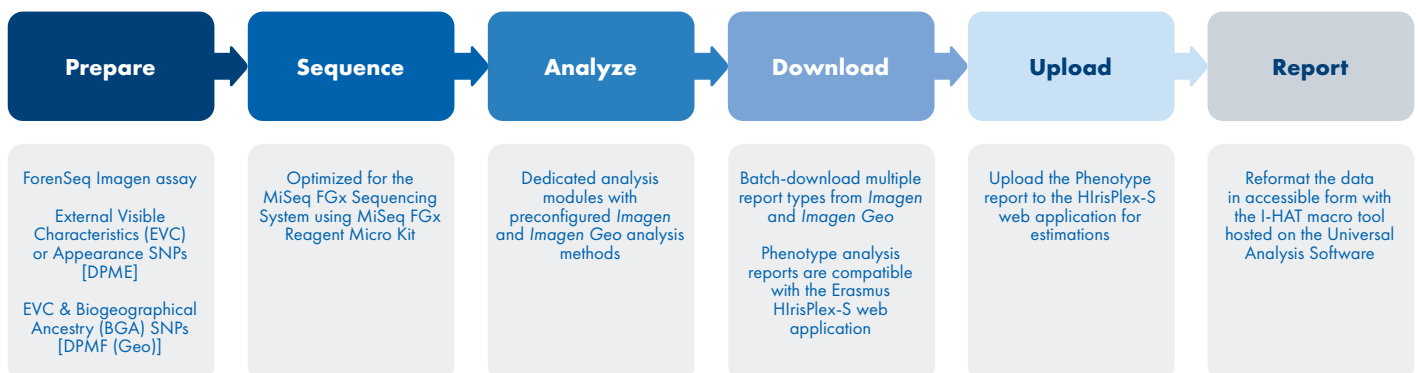 Prepare
Sequence
Analyze
Download
Upload
Report
ForenSeq Imagen assay
External Visible
Characteristics (EVC)
or Appearance SNPs
[DPME]
EVC & Biogeographical
Ancestry (BGA) SNPs
[DPMF (Geo)]
Optimized for the
MiSeq FGx Sequencing
System using MiSeq FGx
Reagent Micro Kit
Dedicated analysis
modules with
preconfigured Imagen
and Imagen Geo analysis
methods
Batch-download multiple
report types from Imagen
and Imagen Geo
Phenotype analysis
reports are compatible
with the Erasmus
HIrisPlex-S web
application
Upload the Phenotype
report to the HIrisPlex-S
web application for
estimations
Reformat the data
in accessible form with
the I-HAT macro tool
hosted on the Universal
Analysis Software